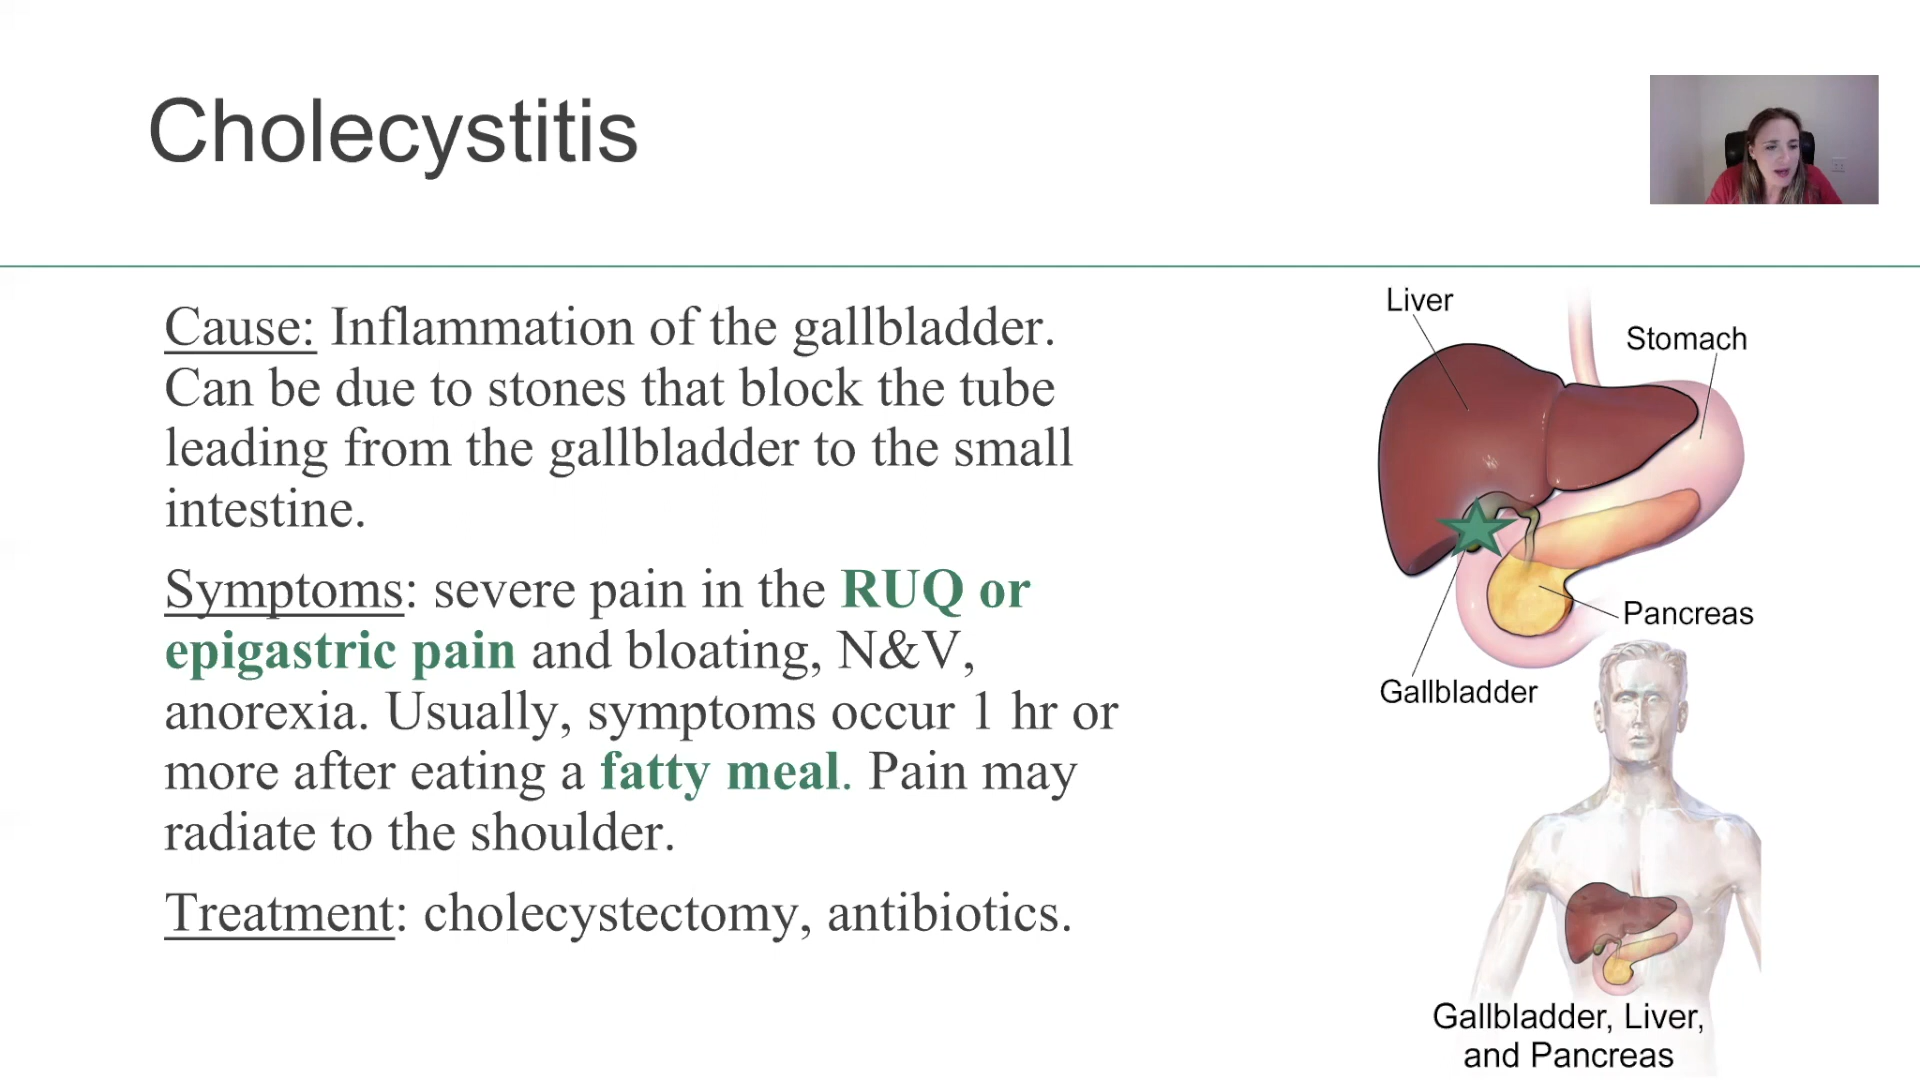 Cholecystitis
Cause: Inflammation of the gallbladder.
Can be due to stones that block the tube
leading from the gallbladder to the small
intestine.
Symptoms: severe pain in the RUQ or
epigastric pain and bloating, N&V,
anorexia. Usually, symptoms occur 1 hr or
more after eating a fatty meal. Pain may
radiate to the shoulder.
Treatment: cholecystectomy, antibiotics.
Liver
Stomach
Pancreas
Gallbladder
Gallbladder, Liver,
and Pancreas